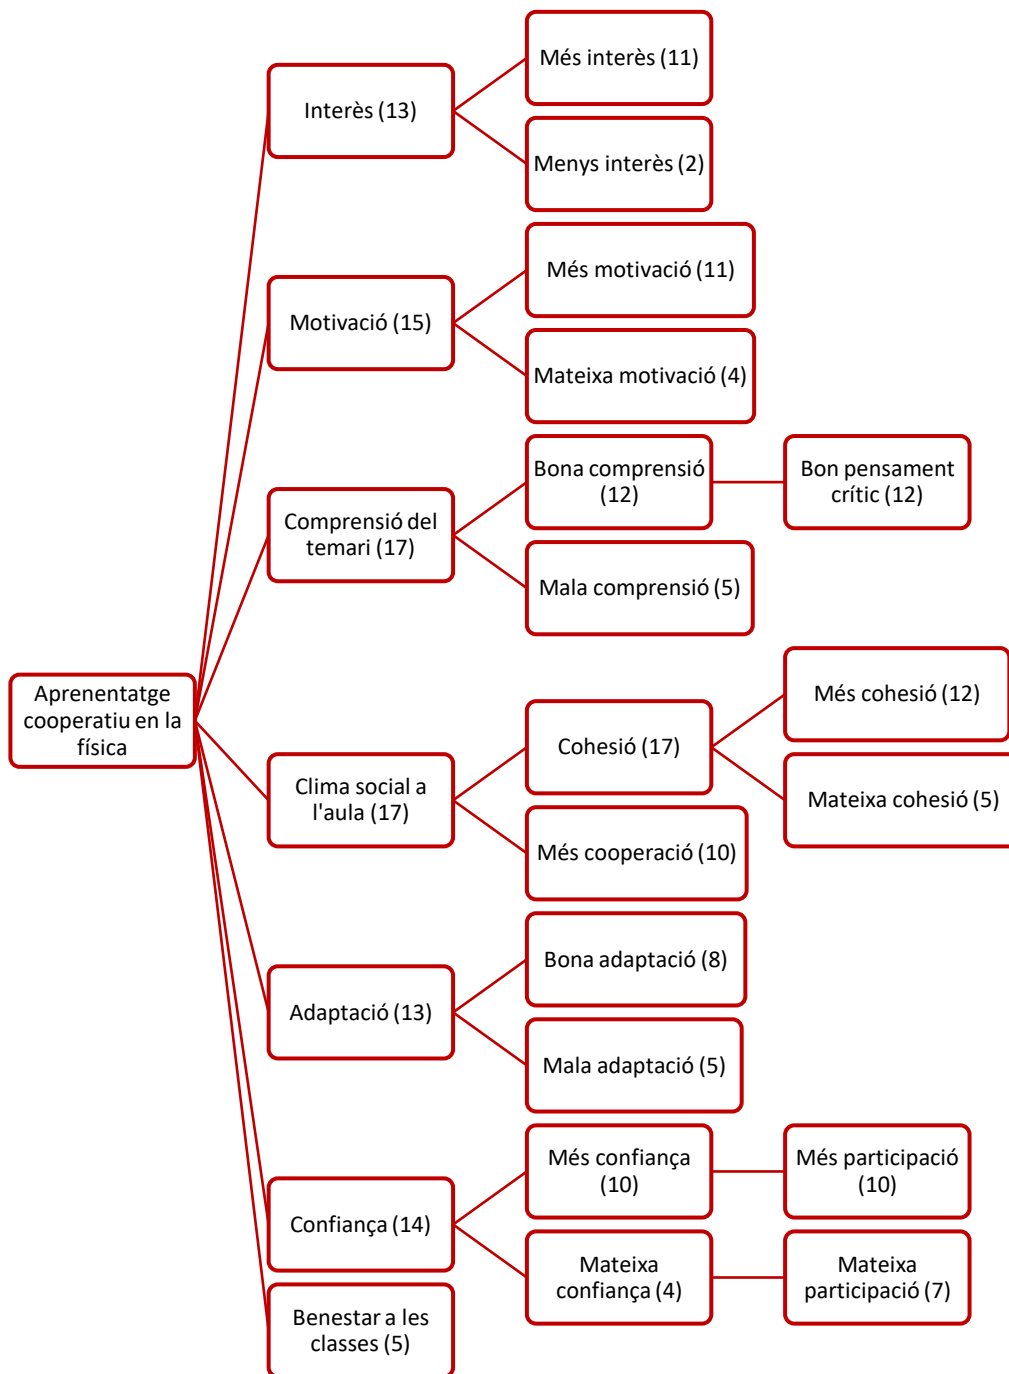 Aprenentatge
cooperatiu en la
física
Interès (13)
Més interès (11)
Menys interès (2)
Motivació (15)
Més motivació (11)
Mateixa motivació (4)
Comprensió del
temari (17)
Bona comprensió
(12)
Bon pensament
crític (12)
Mala comprensió (5)
Clima social a
l'aula (17)
Cohesió (17)
Més cohesió (12)
Mateixa cohesió (5)
Més cooperació (10)
Adaptació (13)
Bona adaptació (8)
Mala adaptació (5)
Confiança (14)
Més confiança
(10)
Més participació
(10)
Mateixa
confiança (4)
Mateixa
participació (7)
Benestar a les
classes (5)